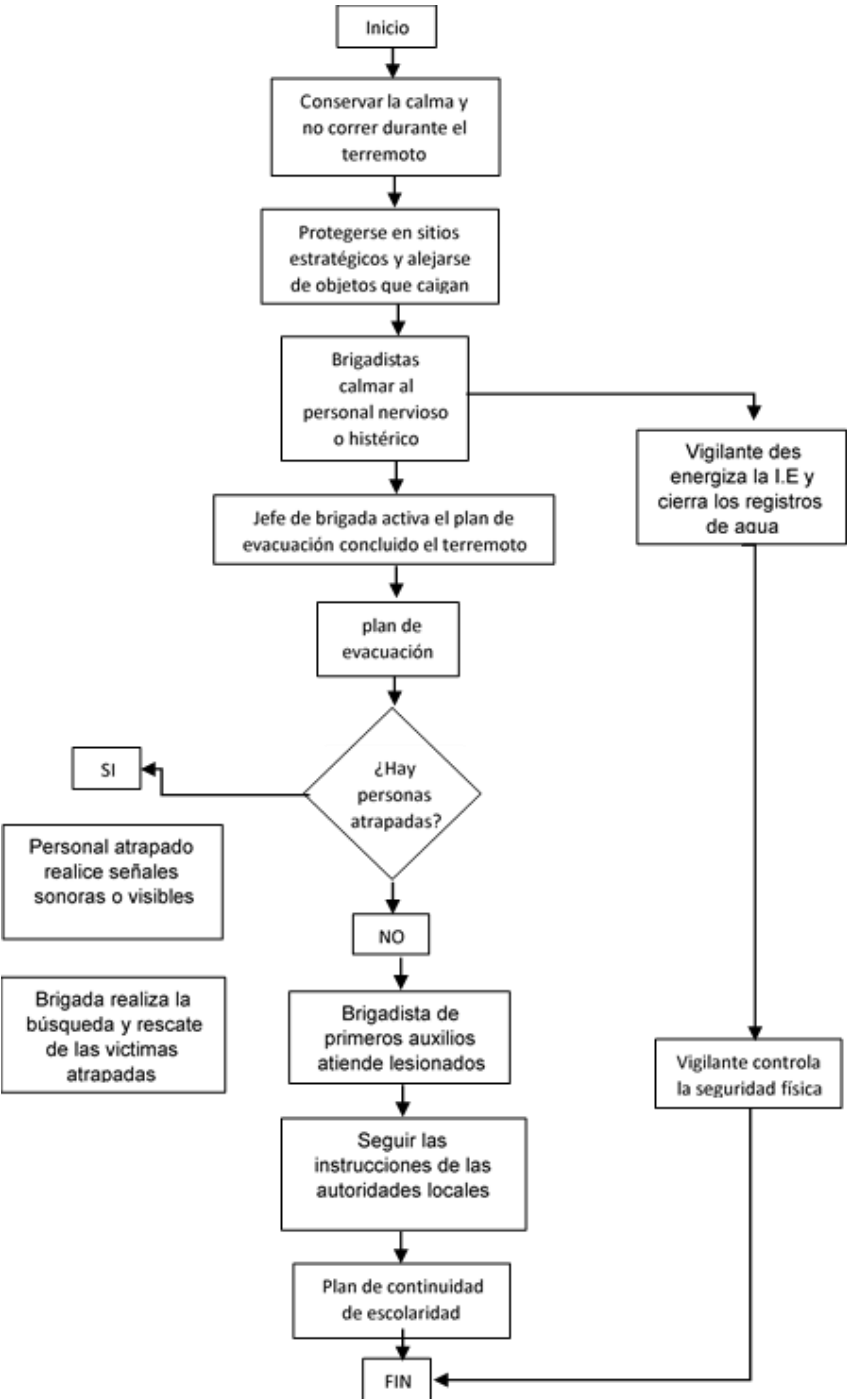 Inicio
Conservar la calma y
no correr durante el
terremoto
Protegerse en sitios
estratégicos y alejarse
de objetos que caigan
Brigadistas
calmar al
personal nervioso
o histérico
Vigilante des
energiza la I.E y
cierra los registros
de agua
Jefe de brigada activa el plan de
evacuación concluido el terremoto
plan de
evacuación
¿Hay
personas
atrapadas?
SI
Personal atrapado
realice señales
sonoras o visibles
Brigada realiza la
búsqueda y rescate
de las victimas
atrapadas
NO
Brigadista de
primeros auxilios
atiende lesionados
Vigilante controla
la seguridad física
Seguir las
instrucciones de las
autoridades locales
Plan de continuidad
de escolaridad
FIN